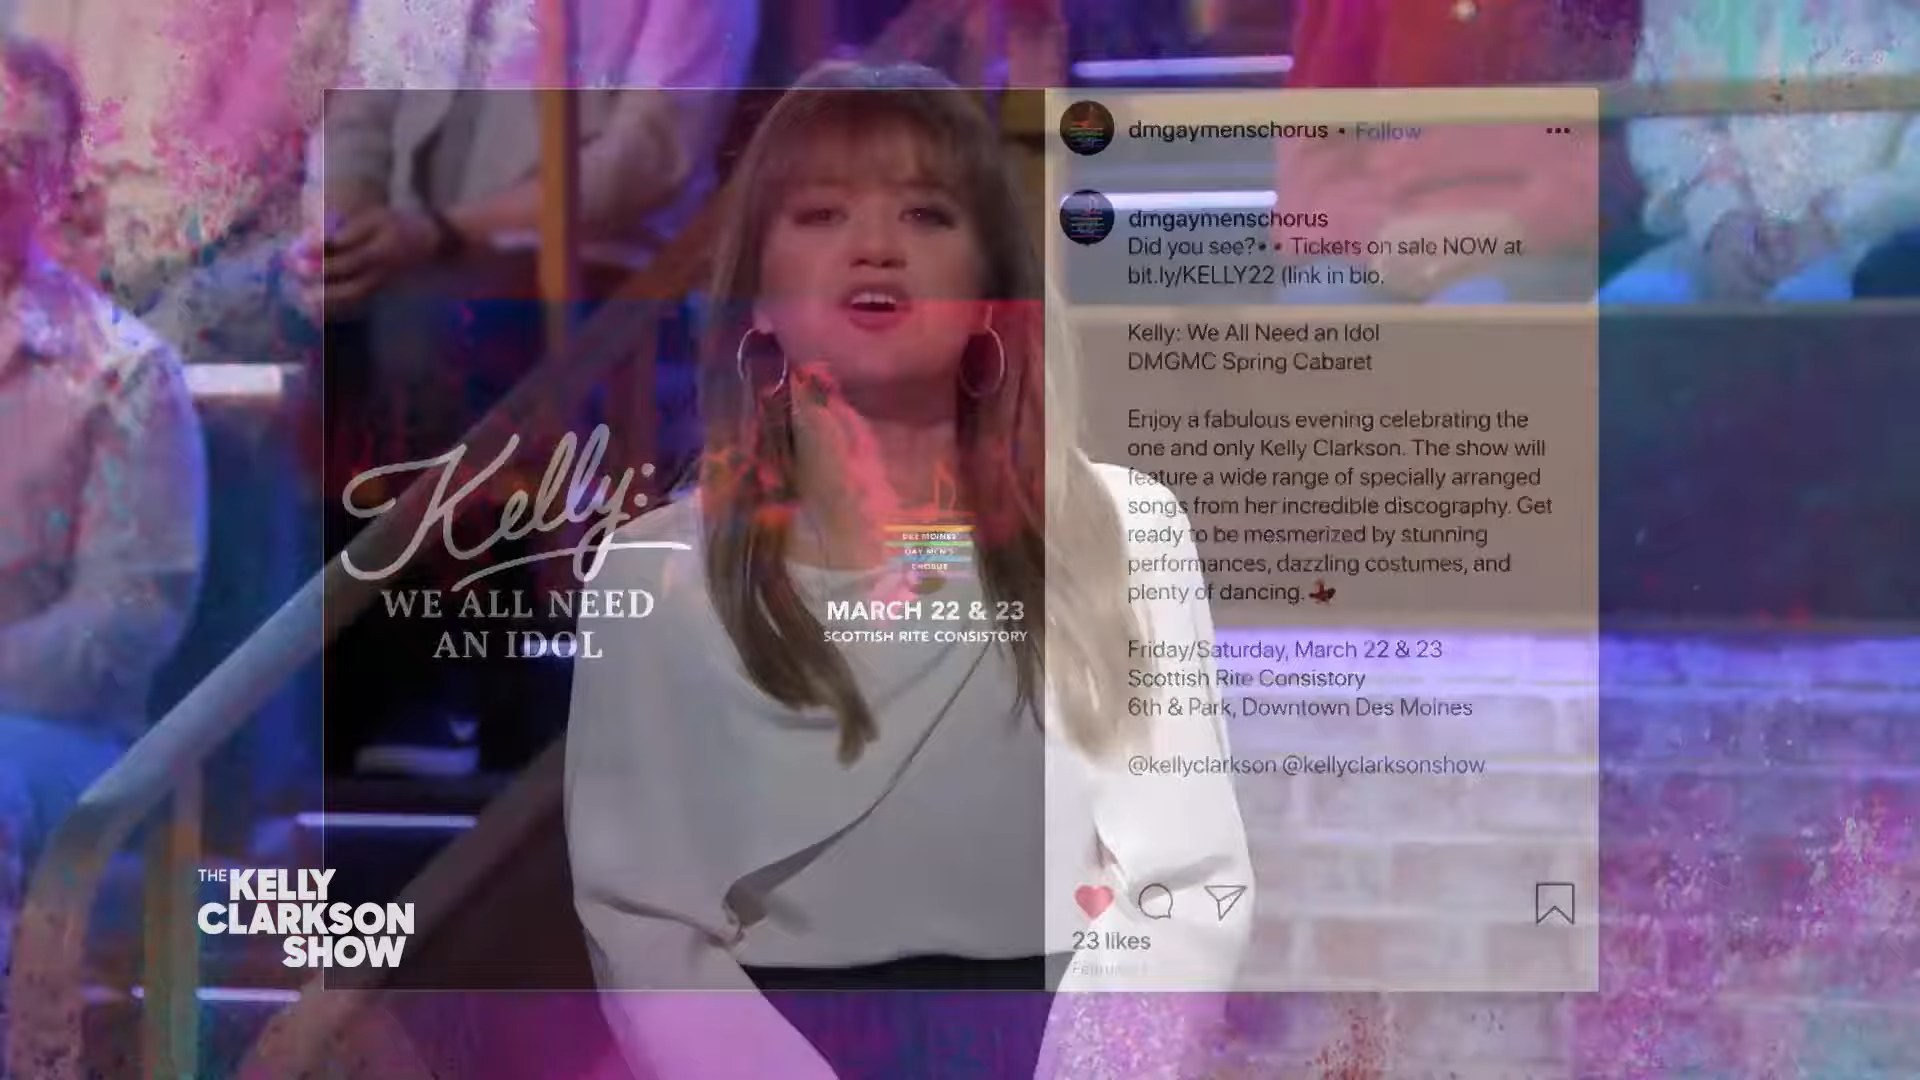 dmgaymenschorus • Follow
dmgaymenschorus
Did you see?• • Tickets on sale NOW at
bit.ly/KELLY22 (link in bio.
Kelly: We All Need an Idol
DMGMC Spring Cabaret
Enjoy a fabulous evening celebrating the
one and only Kelly Clarkson. The show will
feature a wide range of specially arranged
songs from her incredible discography. Get
ready to be mesmerized by stunning
performances, dazzling costumes, and
plenty of dancing.
Friday/Saturday, March 22 & 23
Scottish Rite Consistory
6th & Park, Downtown Des Moines
@kellyclarkson @kellyclarksonshow
23 likes
Kelly:
WE ALL NEED
AN IDOL
DES MOINES
GAY MEN'S
CHORUS
MARCH 22 & 23
SCOTTISH RITE CONSISTORY
THE KELLY
CLARKSON
SHOW